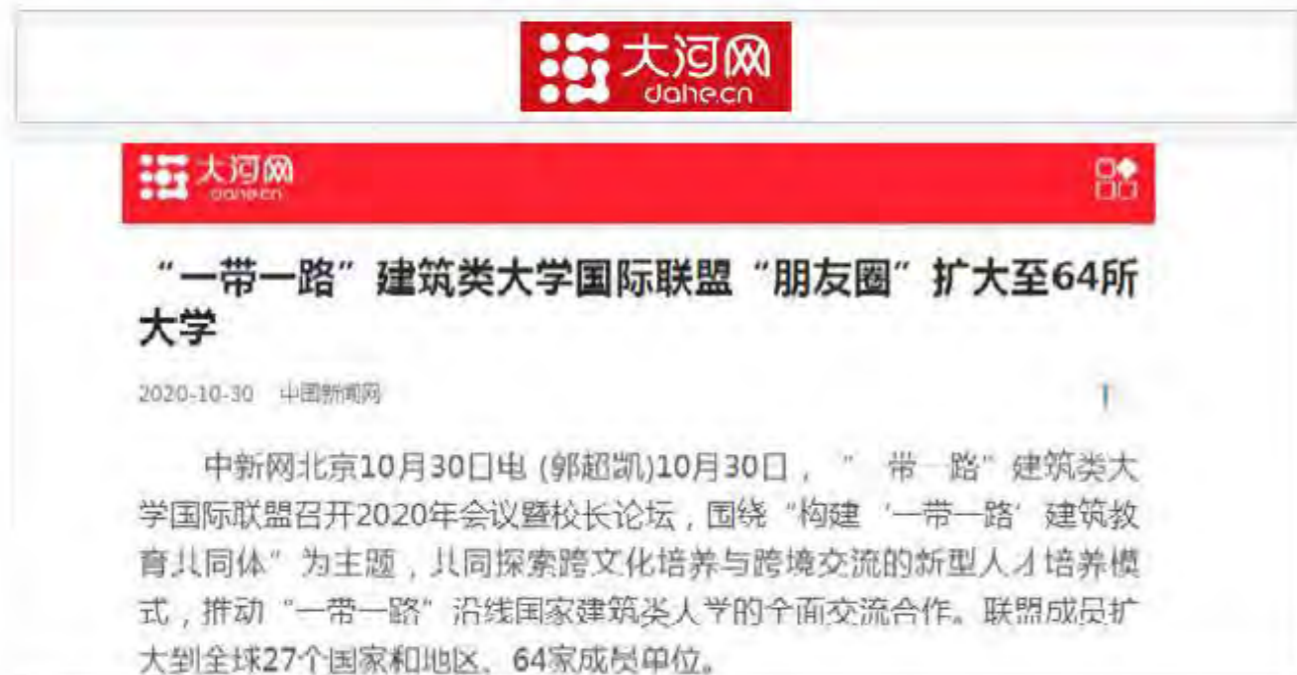 大河网
dahe.cn
大河网
dahe.cn
“一带一路”建筑类大学国际联盟“朋友圈”扩大至64所
大学
2020-10-30 中国新闻网
中新网北京10月30日电 (郭超凯)10月30日，“一带一路”建筑类大
学国际联盟召开2020年会议暨校长论坛，围绕“构建‘一带一路’建筑教
育共同体”为主题，共同探索跨文化培养与跨境交流的新型人才培养模
式，推动“一带一路”沿线国家建筑类大学的全面交流合作。联盟成员扩
大到全球27个国家和地区、64家成员单位。